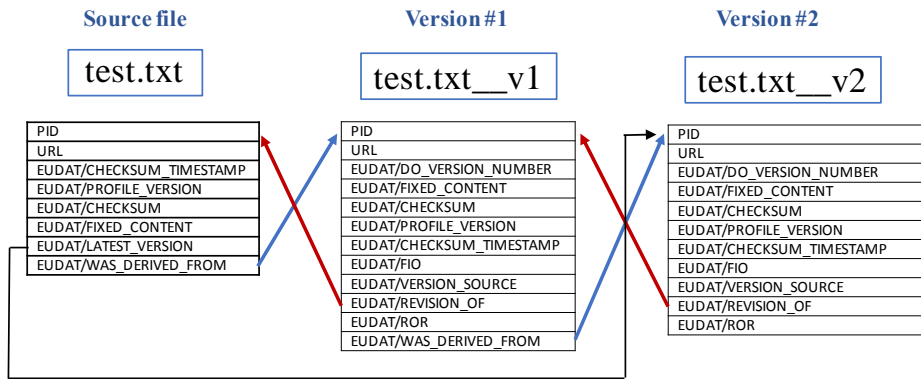 Source file
test.txt
PID
URL
EUDAT/CHECKSUM_TIMESTAMP
EUDAT/PROFILE_VERSION
EUDAT/CHECKSUM
EUDAT/FIXED_CONTENT
EUDAT/LATEST_VERSION
EUDAT/WAS_DERIVED_FROM
Version #1
test.txt__v1
PID
URL
EUDAT/DO_VERSION_NUMBER
EUDAT/FIXED_CONTENT
EUDAT/CHECKSUM
EUDAT/PROFILE_VERSION
EUDAT/CHECKSUM_TIMESTAMP
EUDAT/FIO
EUDAT/VERSION_SOURCE
EUDAT/REVISION_OF
EUDAT/ROR
EUDAT/WAS_DERIVED_FROM
Version #2
test.txt__v2
PID
URL
EUDAT/DO_VERSION_NUMBER
EUDAT/FIXED_CONTENT
EUDAT/CHECKSUM
EUDAT/PROFILE_VERSION
EUDAT/CHECKSUM_TIMESTAMP
EUDAT/FIO
EUDAT/VERSION_SOURCE
EUDAT/REVISION_OF
EUDAT/ROR